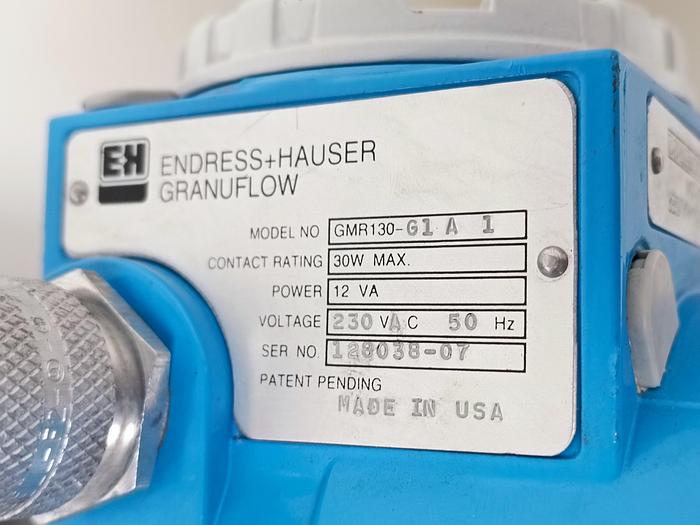 EH
ENDRESS+HAUSER
GRANUFLOW
MODEL NO GMR130-G1 A 1
CONTACT RATING 30W MAX.
POWER 12 VA
VOLTAGE 230 VAC 50 Hz
SER NO. 128038-07
PATENT PENDING
MADE IN USA